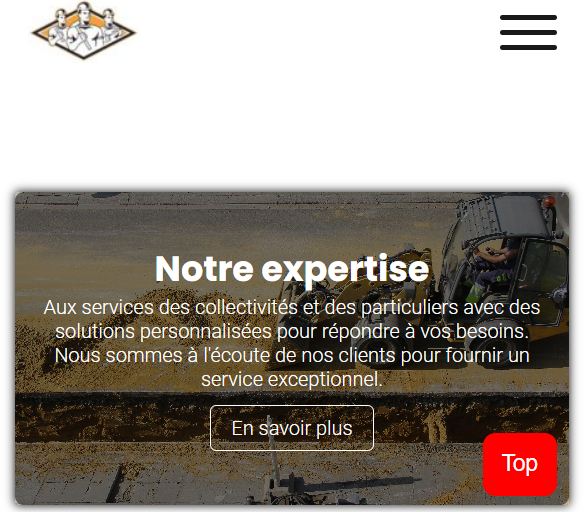 Notre expertise
Aux services des collectivités et des particuliers avec des
solutions personnalisées pour répondre à vos besoins.
Nous sommes à l'écoute de nos clients pour fournir un
service exceptionnel.
En savoir plus
Top